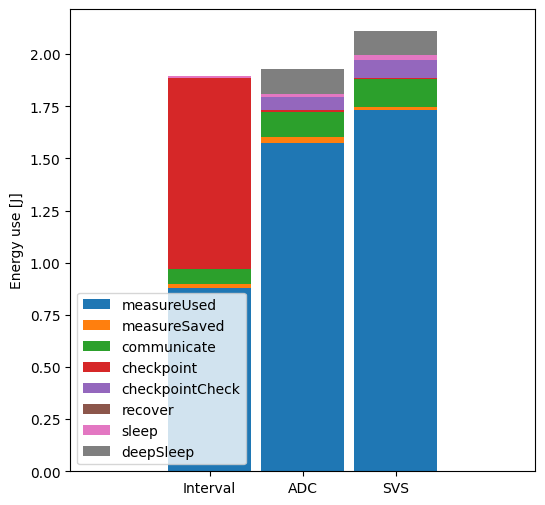 Energy use [J]
2.00
1.75
1.50
1.25
1.00
0.75
0.50
0.25
0.00
measureUsed
measureSaved
communicate
checkpoint
checkpointCheck
recover
sleep
deepSleep
Interval ADC SVS